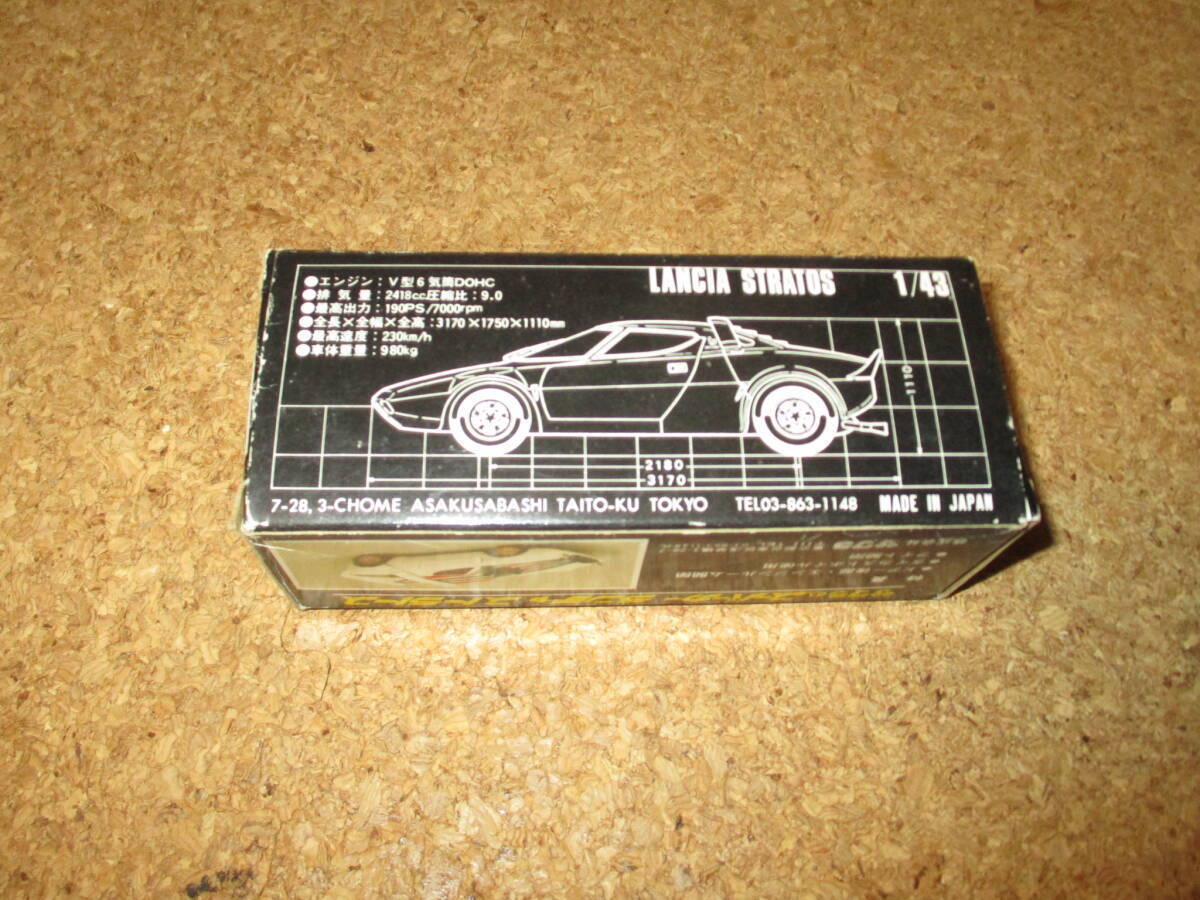 LANCIA STRATOS 1/43
●エンジン：V型6気筒DOHC
●排気量：2418cc圧縮比：9.0
●最高出力：190PS/7000rpm
●全長×全幅×全高：3170×1750×1110mm
●最高速度：230km/h
●車体重量：980kg
1110
2180
3170
7-28, 3-CHOME ASAKUSABASHI TAITO-KU TOKYO TEL03-863-1148 MADE IN JAPAN